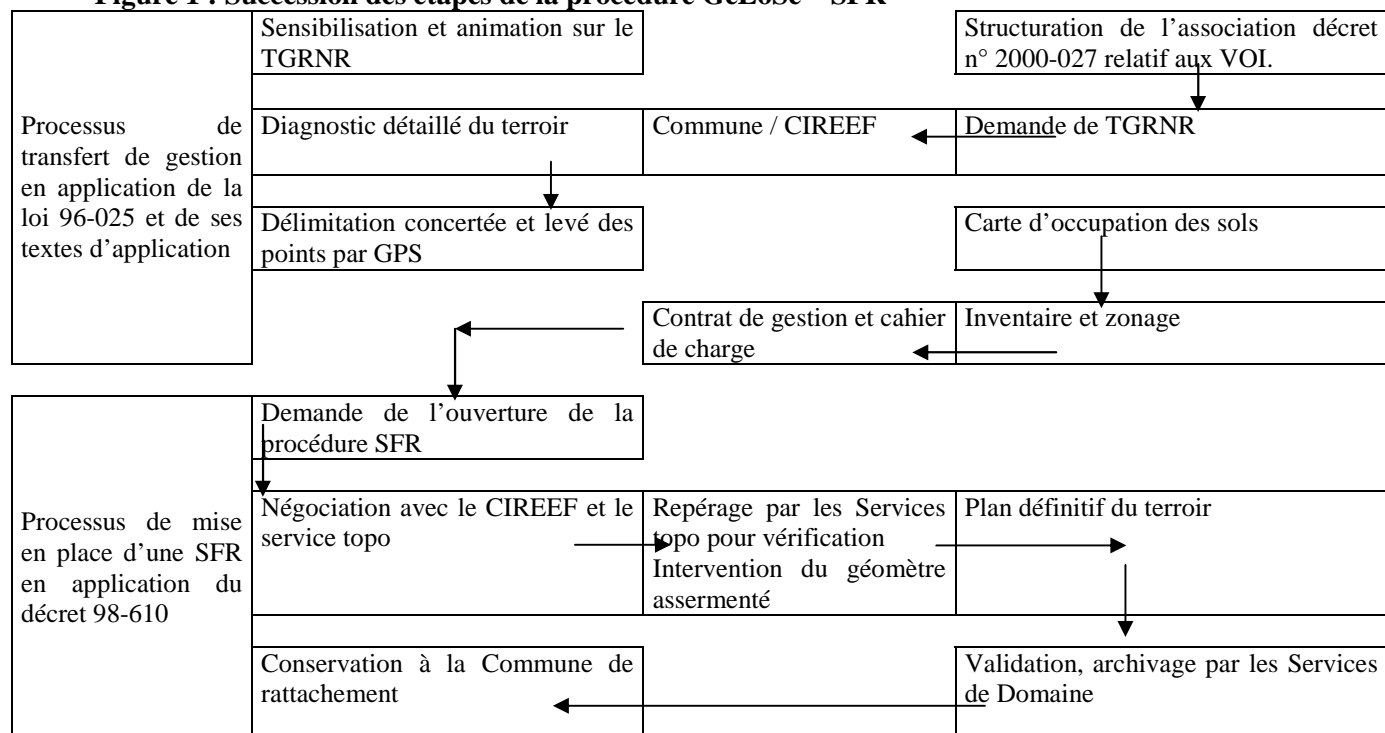 Figure 1 : Succession des étapes de la procédure GeLoSe – SFR
Processus de
transfert de gestion
en application de la
loi 96-025 et de ses
textes d’application
Sensibilisation et animation sur le
TGRNR
Structuration de l’association décret
n° 2000-027 relatif aux VOI.
Diagnostic détaillé du terroir
Commune / CIREEF
Demande de TGRNR
Délimitation concertée et levé des
points par GPS
Carte d’occupation des sols
Contrat de gestion et cahier
de charge
Inventaire et zonage
Processus de mise
en place d’une SFR
en application du
décret 98-610
Demande de l’ouverture de la
procédure SFR
Négociation avec le CIREEF et le
service topo
Repérage par les Services
topo pour vérification
Intervention du géomètre
assermenté
Plan définitif du terroir
Conservation à la Commune de
rattachement
Validation, archivage par les Services
de Domaine